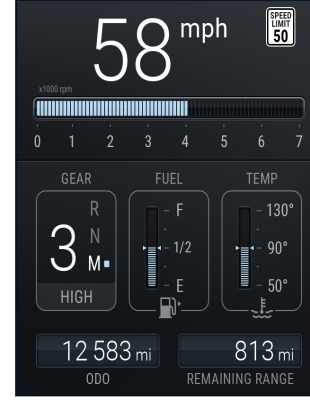 58 mph
SPEED
LIMIT
50
x1000 rpm
0 1 2 3 4 5 6 7
GEAR FUEL TEMP
R
N
3
M
HIGH
F
1/2
E
130°
90°
50°
12 583 mi 813 mi
ODO REMAINING RANGE